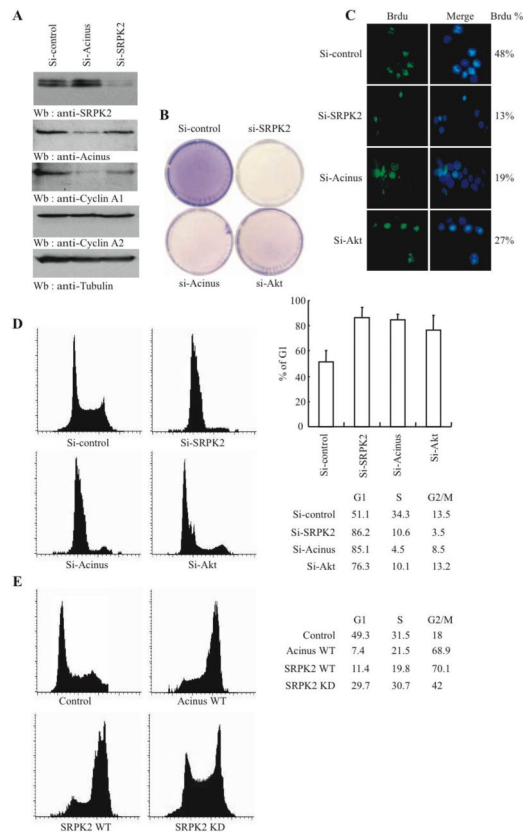 A
Si-control
Si-Acinus
Si-SRPK2
Wb : anti-SRPK2
Wb : anti-Acinus
Wb : anti-Cyclin A1
Wb : anti-Cyclin A2
Wb : anti-Tubulin
B
Si-control si-SRPK2
si-Acinus si-Akt
C
Brdu Merge Brdu %
Si-control 48%
Si-SRPK2 13%
Si-Acinus 19%
Si-Akt 27%
D
Si-control Si-SRPK2
Si-Acinus Si-Akt
100
80
60
40
20
0
% of G1
Si-control
Si-SRPK2
Si-Acinus
Si-Akt
G1 S G2/M
Si-control 51.1 34.3 13.5
Si-SRPK2 86.2 10.6 3.5
Si-Acinus 85.1 4.5 8.5
Si-Akt 76.3 10.1 13.2
E
Control Acinus WT
SRPK2 WT SRPK2 KD
G1 S G2/M
Control 49.3 31.5 18
Acinus WT 7.4 21.5 68.9
SRPK2 WT 11.4 19.8 70.1
SRPK2 KD 29.7 30.7 42